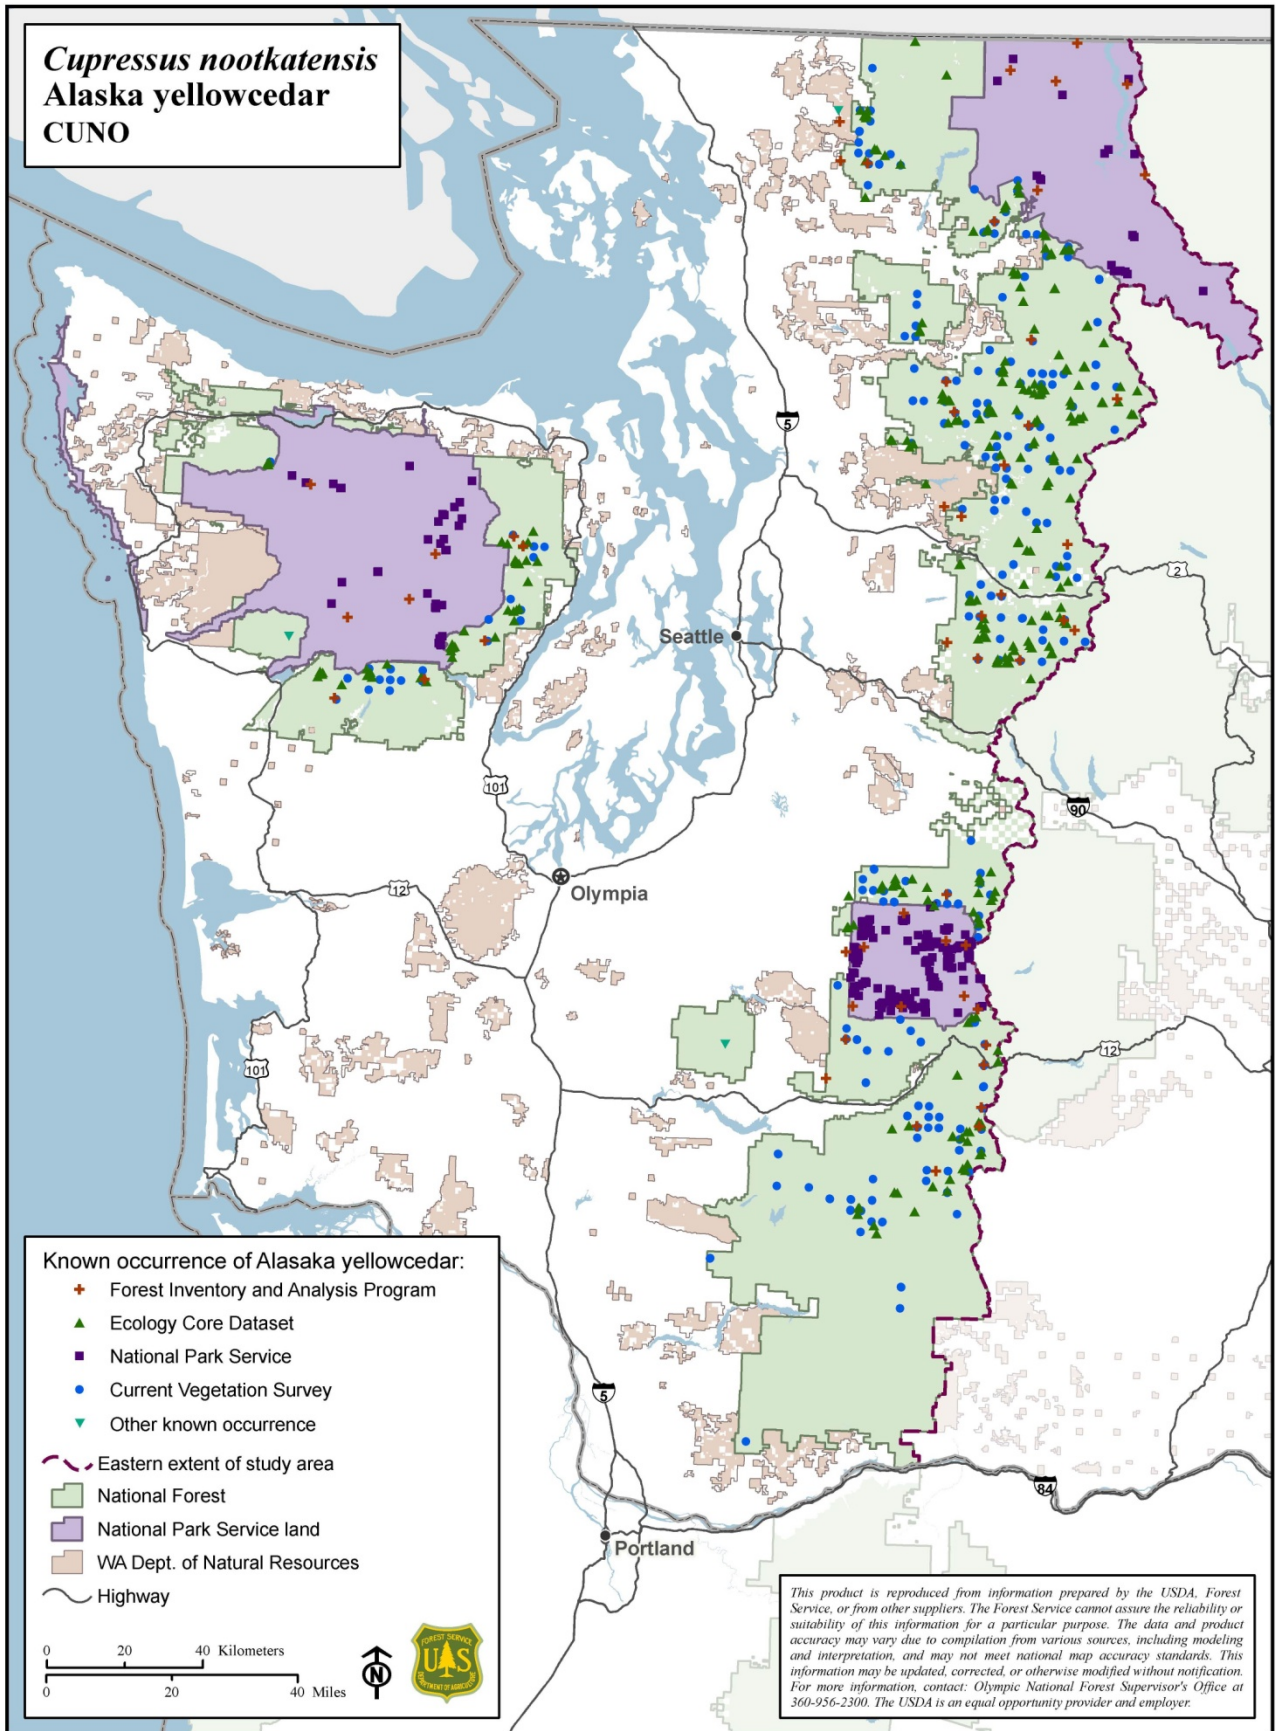 Cupressus nootkatensis
Alaska yellowcedar
CUNO
5
2
Seattle
101
90
12
Olympia
101
12
Known occurrence of Alasaka yellowcedar:
Forest Inventory and Analysis Program
Ecology Core Dataset
National Park Service
Current Vegetation Survey
Other known occurrence
Eastern extent of study area
National Forest
National Park Service land
WA Dept. of Natural Resources
Highway
0 20 40 Kilometers
0 20 40 Miles
N
FOREST SERVICE
U S
DEPARTMENT OF AGRICULTURE
5
84
Portland
This product is reproduced from information prepared by the USDA, Forest
Service, or from other suppliers. The Forest Service cannot assure the reliability or
suitability of this information for a particular purpose. The data and product
accuracy may vary due to compilation from various sources, including modeling
and interpretation, and may not meet national map accuracy standards. This
information may be updated, corrected, or otherwise modified without notification.
For more information, contact: Olympic National Forest Supervisor's Office at
360-956-2300. The USDA is an equal opportunity provider and employer.